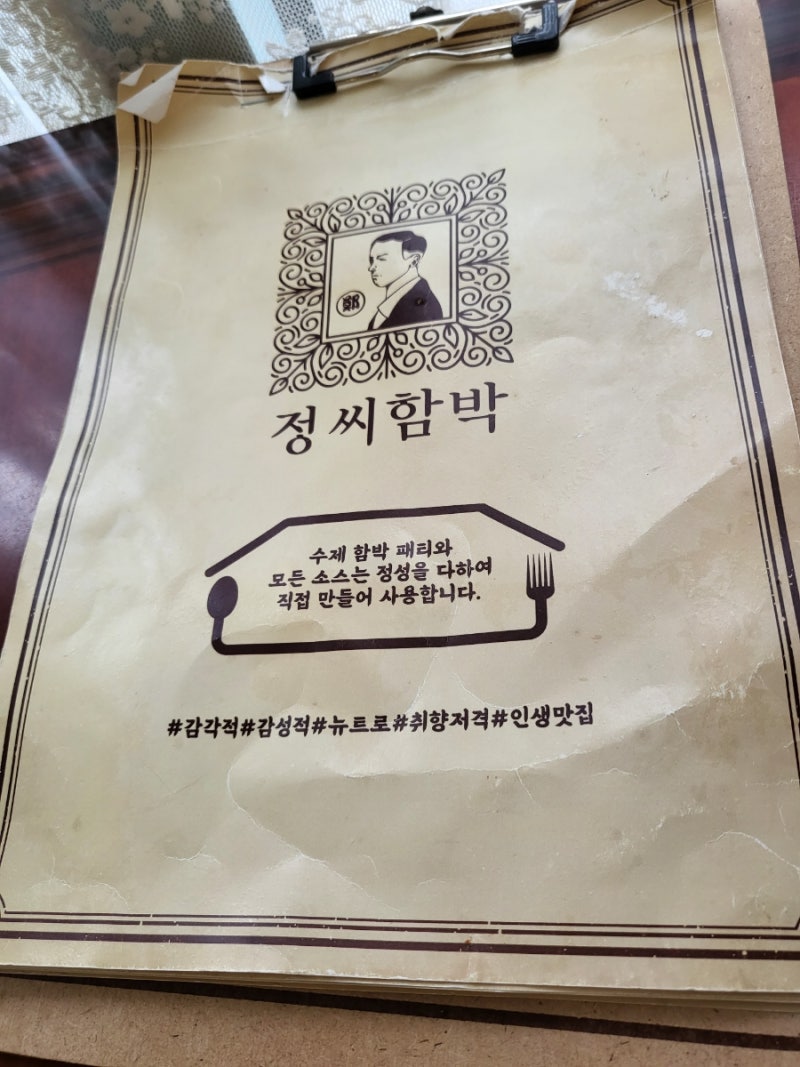 鄭
정씨함박
수제 함박 패티와
모든 소스는 정성을 다하여
직접 만들어 사용합니다.
#감각적#감성적#뉴트로#취향저격#인생맛집